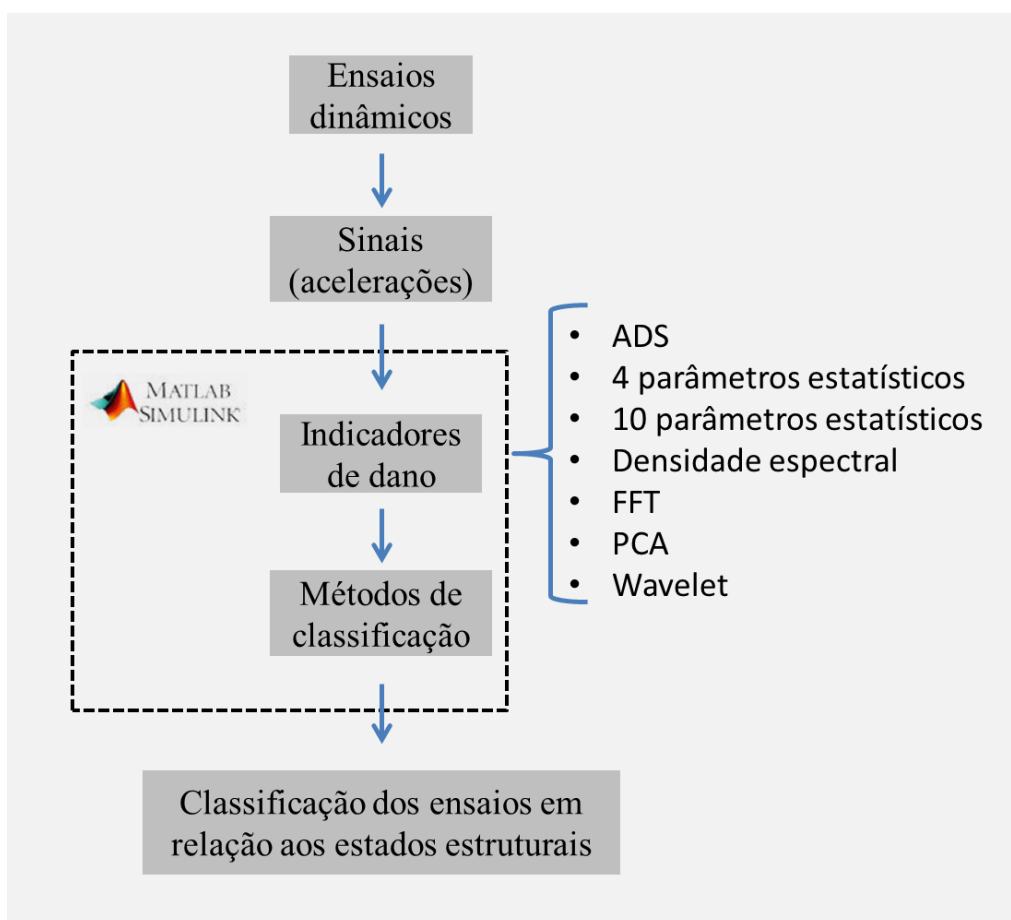 Ensaios
dinâmicos
Sinais
(acelerações)
MATLAB
SIMULINK
Indicadores
de dano
Métodos de
classificação
• ADS
• 4 parâmetros estatísticos
• 10 parâmetros estatísticos
• Densidade espectral
• FFT
• PCA
• Wavelet
Classificação dos ensaios em
relação aos estados estruturais